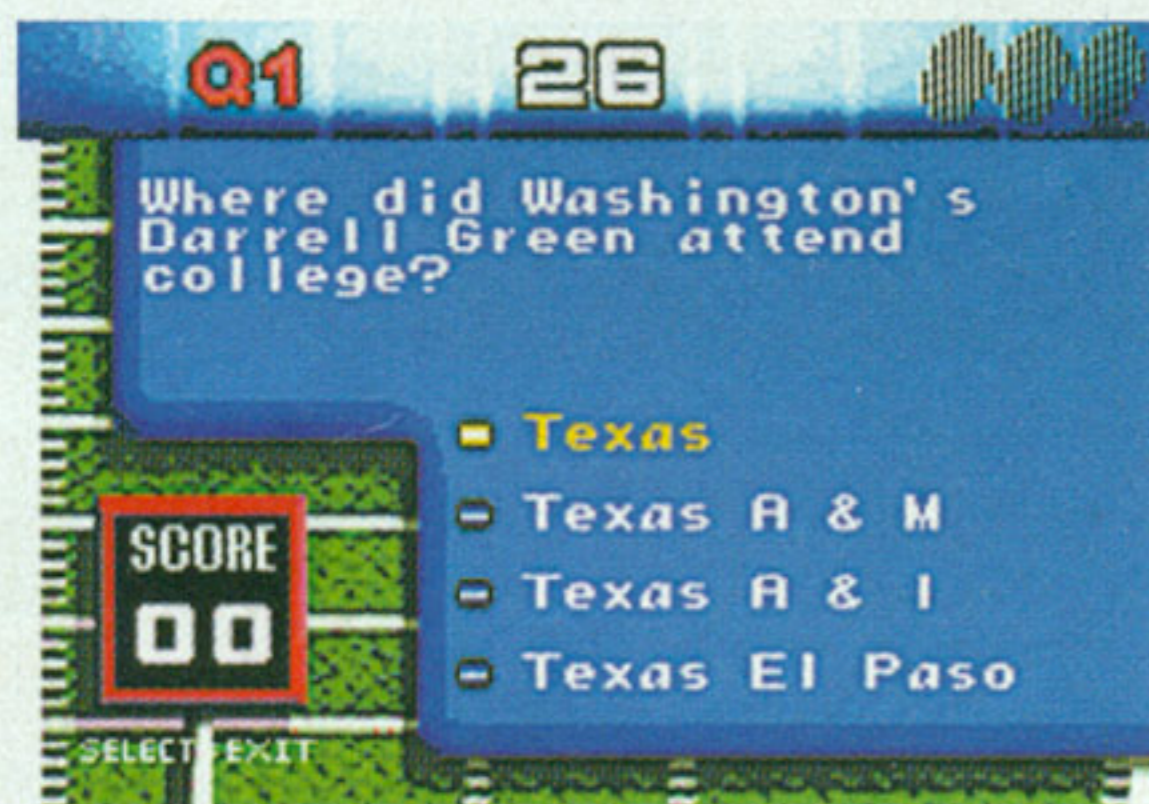 Q1 26
Where did Washington's
Darrell Green attend
college?
Texas
Texas A & M
Texas A & I
Texas El Paso
SCORE
00
SELECT EXIT